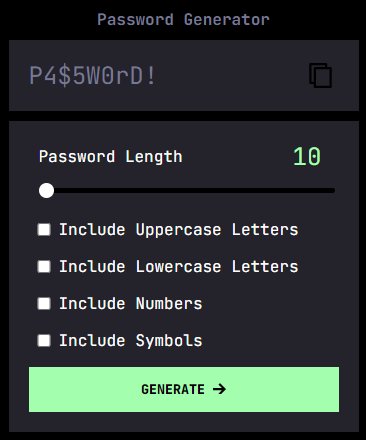 Password Generator
P4$5W0rD!
Password Length 10
Include Uppercase Letters
Include Lowercase Letters
Include Numbers
Include Symbols
GENERATE →